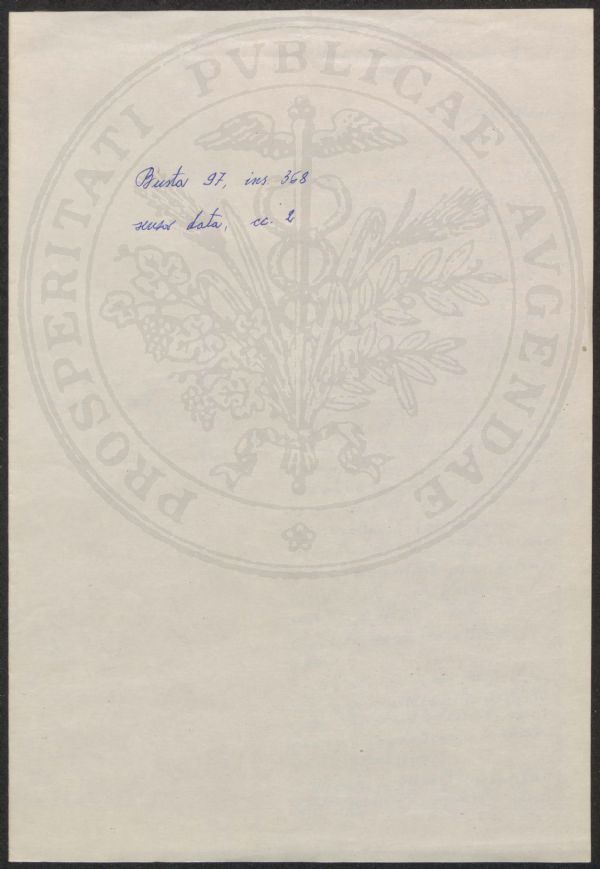 PROSPERITATI PVBLICAE AVGENDAE
Busta 97, ins. 368
senza data, cc. 2